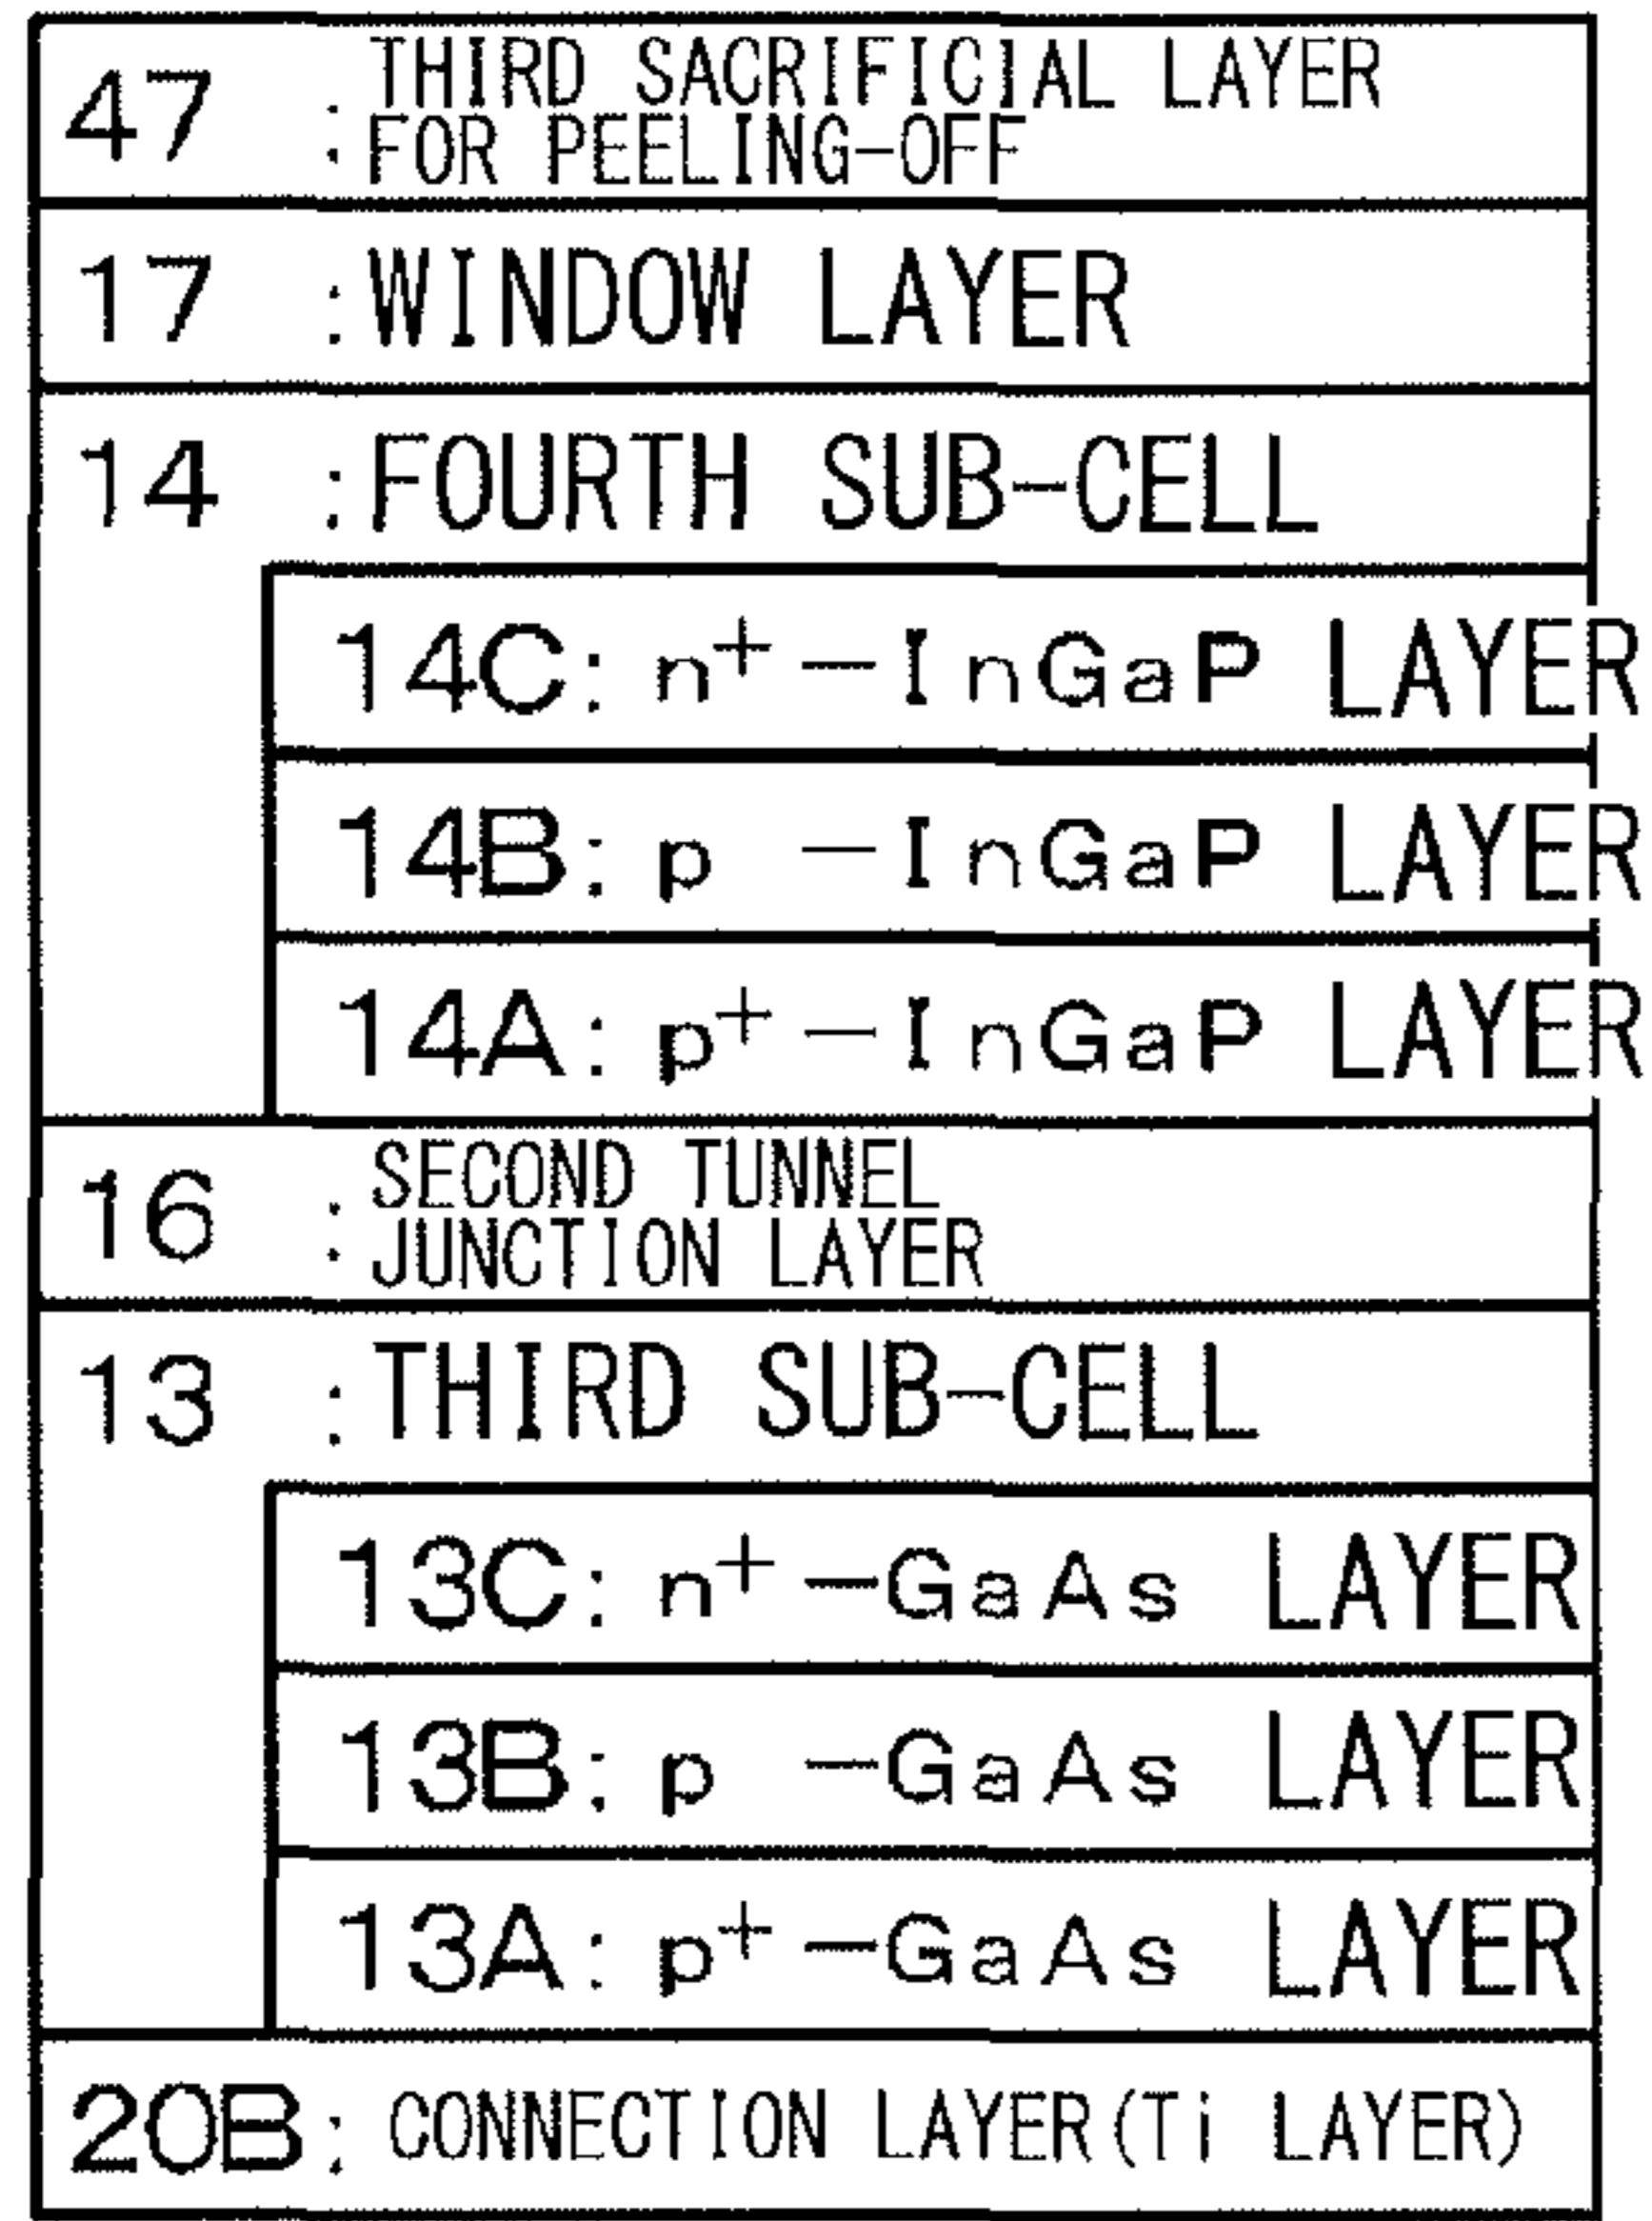 47 : THIRD SACRIFICIAL LAYER
FOR PEELING-OFF
17 : WINDOW LAYER
14 : FOURTH SUB-CELL
14C: n⁺-InGaP LAYER
14B: p -InGaP LAYER
14A: p⁺-InGaP LAYER
16 : SECOND TUNNEL
JUNCTION LAYER
13 : THIRD SUB-CELL
13C: n⁺-GaAs LAYER
13B: p -GaAs LAYER
13A: p⁺-GaAs LAYER
20B: CONNECTION LAYER(Ti LAYER)